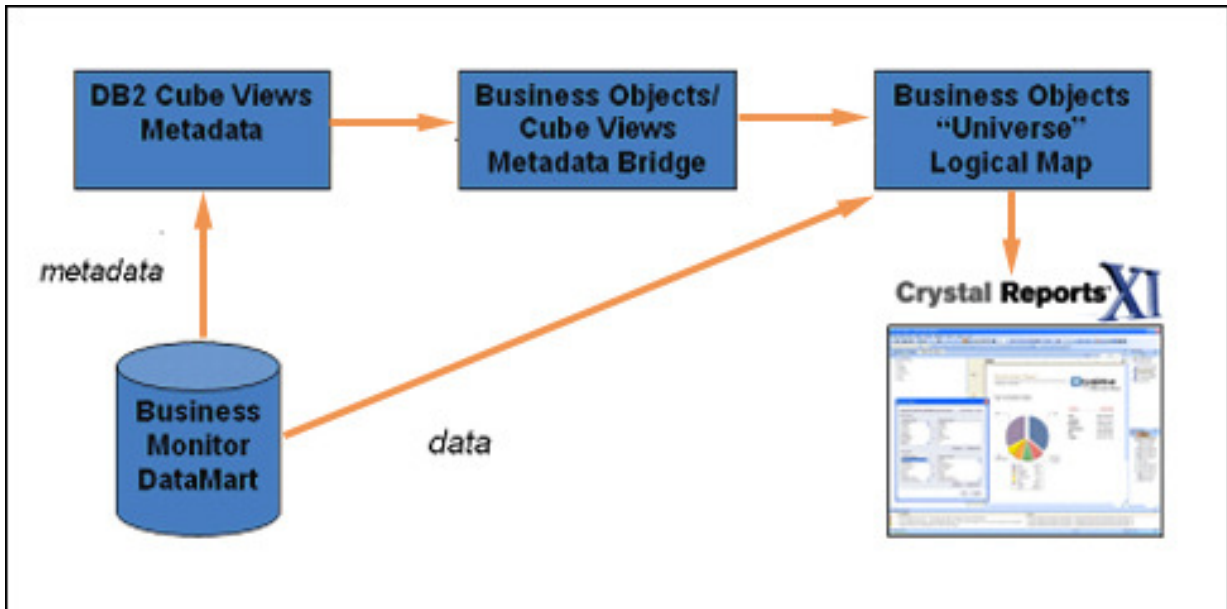 DB2 Cube Views
Metadata
Business Objects/
Cube Views
Metadata Bridge
Business Objects
“Universe”
Logical Map
metadata
Crystal Reports XI
Business
Monitor
DataMart
data